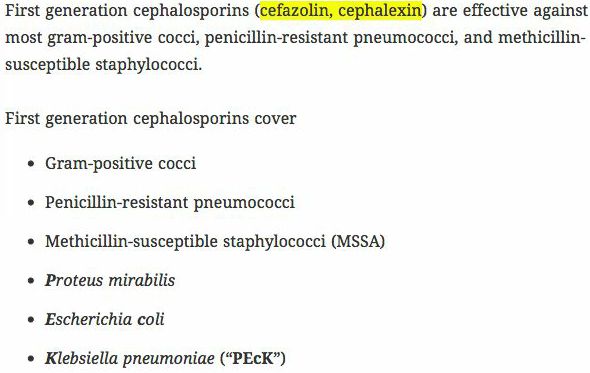 First generation cephalosporins (cefazolin, cephalexin) are effective against
most gram-positive cocci, penicillin-resistant pneumococci, and methicillin-
susceptible staphylococci.
First generation cephalosporins cover
• Gram-positive cocci
• Penicillin-resistant pneumococci
• Methicillin-susceptible staphylococci (MSSA)
• Proteus mirabilis
• Escherichia coli
• Klebsiella pneumoniae (“PEcK”)